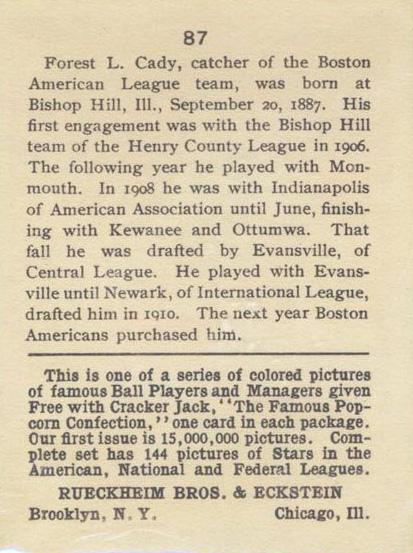 87
Forest L. Cady, catcher of the Boston
American League team, was born at
Bishop Hill, Ill., September 20, 1887. His
first engagement was with the Bishop Hill
team of the Henry County League in 1906.
The following year he played with Mon-
mouth. In 1908 he was with Indianapolis
of American Association until June, finish-
ing with Kewanee and Ottumwa. That
fall he was drafted by Evansville, of
Central League. He played with Evans-
ville until Newark, of International League,
drafted him in 1910. The next year Boston
Americans purchased him.
This is one of a series of colored pictures
of famous Ball Players and Managers given
Free with Cracker Jack, "The Famous Pop-
corn Confection," one card in each package.
Our first issue is 15,000,000 pictures. Com-
plete set has 144 pictures of Stars in the
American, National and Federal Leagues.
RUECKHEIM BROS. & ECKSTEIN
Brooklyn, N. Y. Chicago, Ill.